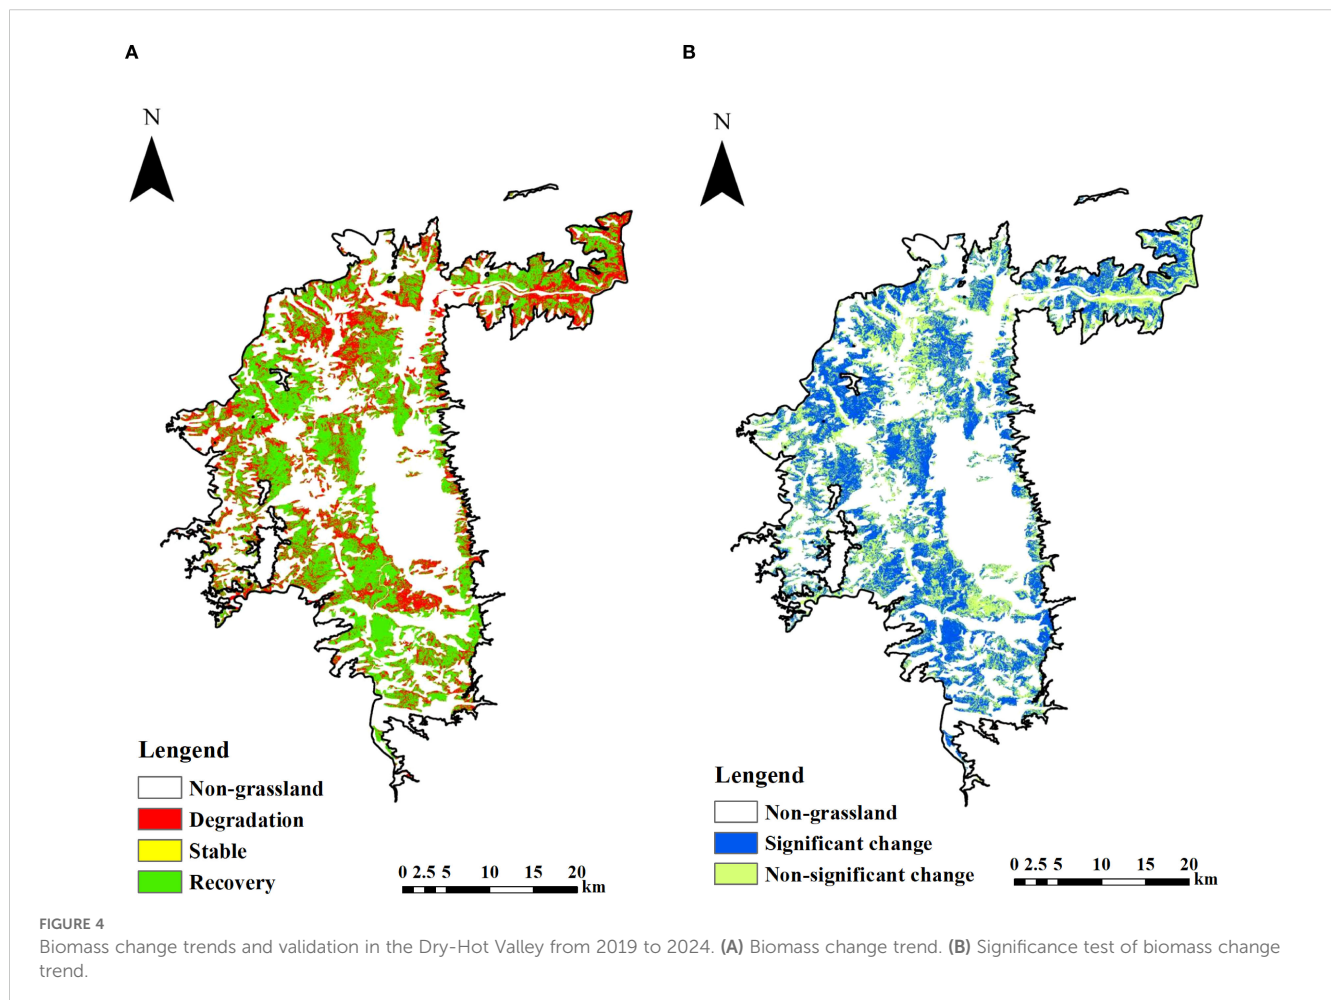 A
B
N
N
Lengend
Non-grassland
Degradation
Stable
Recovery
0 2.5 5 10 15 20
km
Lengend
Non-grassland
Significant change
Non-significant change
0 2.5 5 10 15 20
km
FIGURE 4
Biomass change trends and validation in the Dry-Hot Valley from 2019 to 2024. (A) Biomass change trend. (B) Significance test of biomass change
trend.